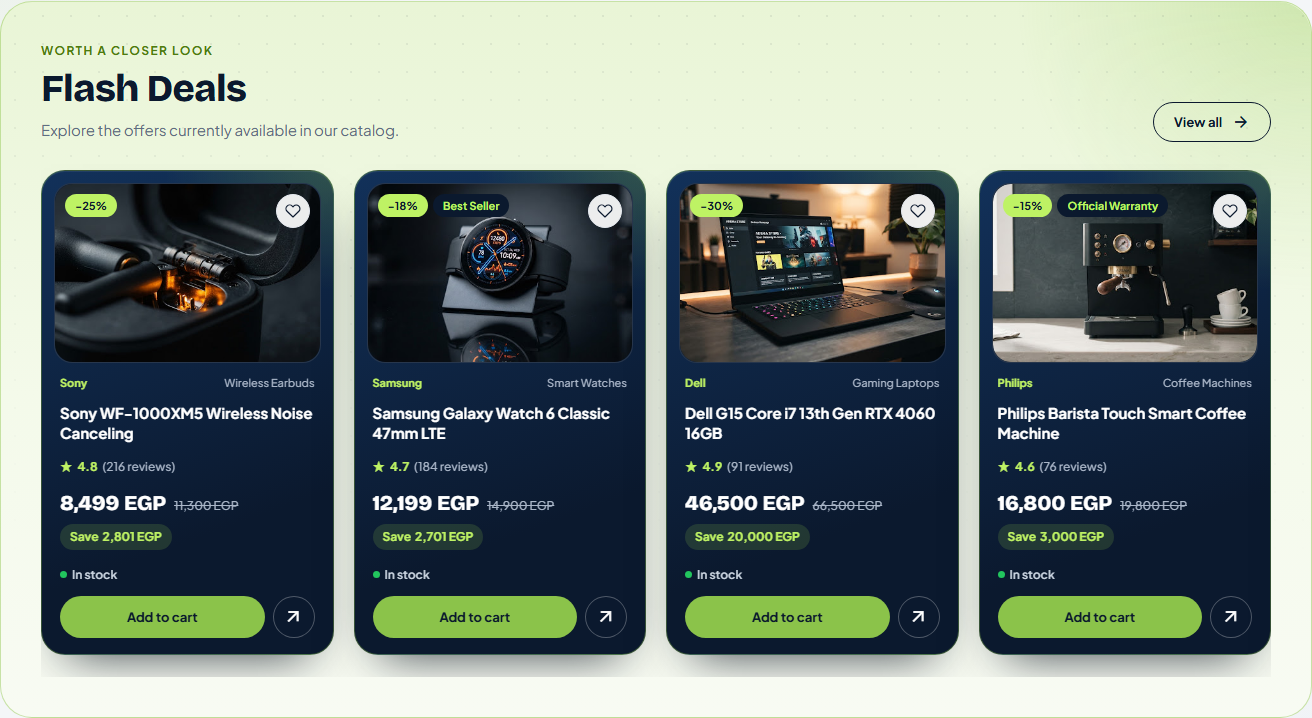 WORTH A CLOSER LOOK
Flash Deals
Explore the offers currently available in our catalog.
View all
-25%
Sony
Wireless Earbuds
Sony WF-1000XM5 Wireless Noise
Canceling
4.8 (216 reviews)
8,499 EGP 11,300 EGP
Save 2,801 EGP
In stock
Add to cart
-18%
Best Seller
Samsung
Smart Watches
Samsung Galaxy Watch 6 Classic
47mm LTE
4.7 (184 reviews)
12,199 EGP 14,900 EGP
Save 2,701 EGP
In stock
Add to cart
-30%
Dell
Gaming Laptops
Dell G15 Core i7 13th Gen RTX 4060
16GB
4.9 (91 reviews)
46,500 EGP 66,500 EGP
Save 20,000 EGP
In stock
Add to cart
-15%
Official Warranty
Philips
Coffee Machines
Philips Barista Touch Smart Coffee
Machine
4.6 (76 reviews)
16,800 EGP 19,800 EGP
Save 3,000 EGP
In stock
Add to cart